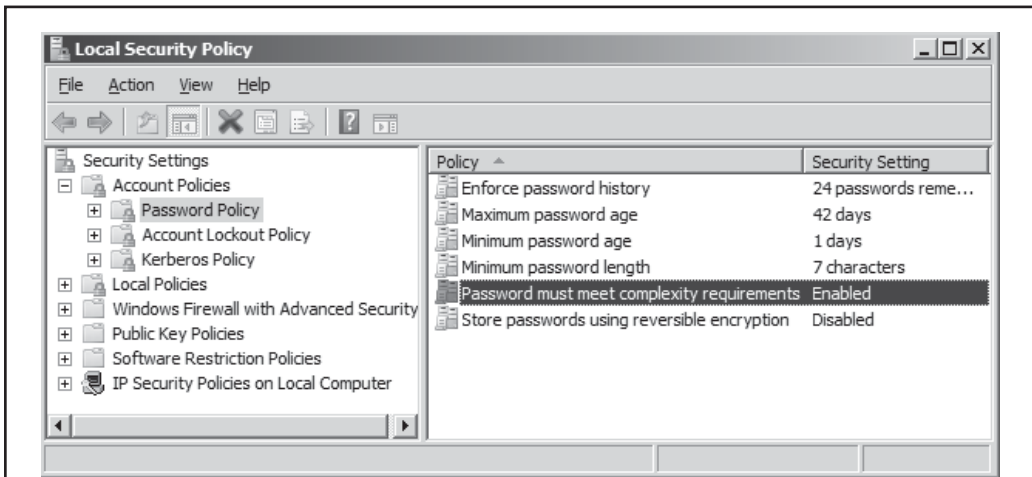 Local Security Policy
File Action View Help
Security Settings
Account Policies
Password Policy
Account Lockout Policy
Kerberos Policy
Local Policies
Windows Firewall with Advanced Security
Public Key Policies
Software Restriction Policies
IP Security Policies on Local Computer
Policy Security Setting
Enforce password history 24 passwords reme...
Maximum password age 42 days
Minimum password age 1 days
Minimum password length 7 characters
Password must meet complexity requirements Enabled
Store passwords using reversible encryption Disabled